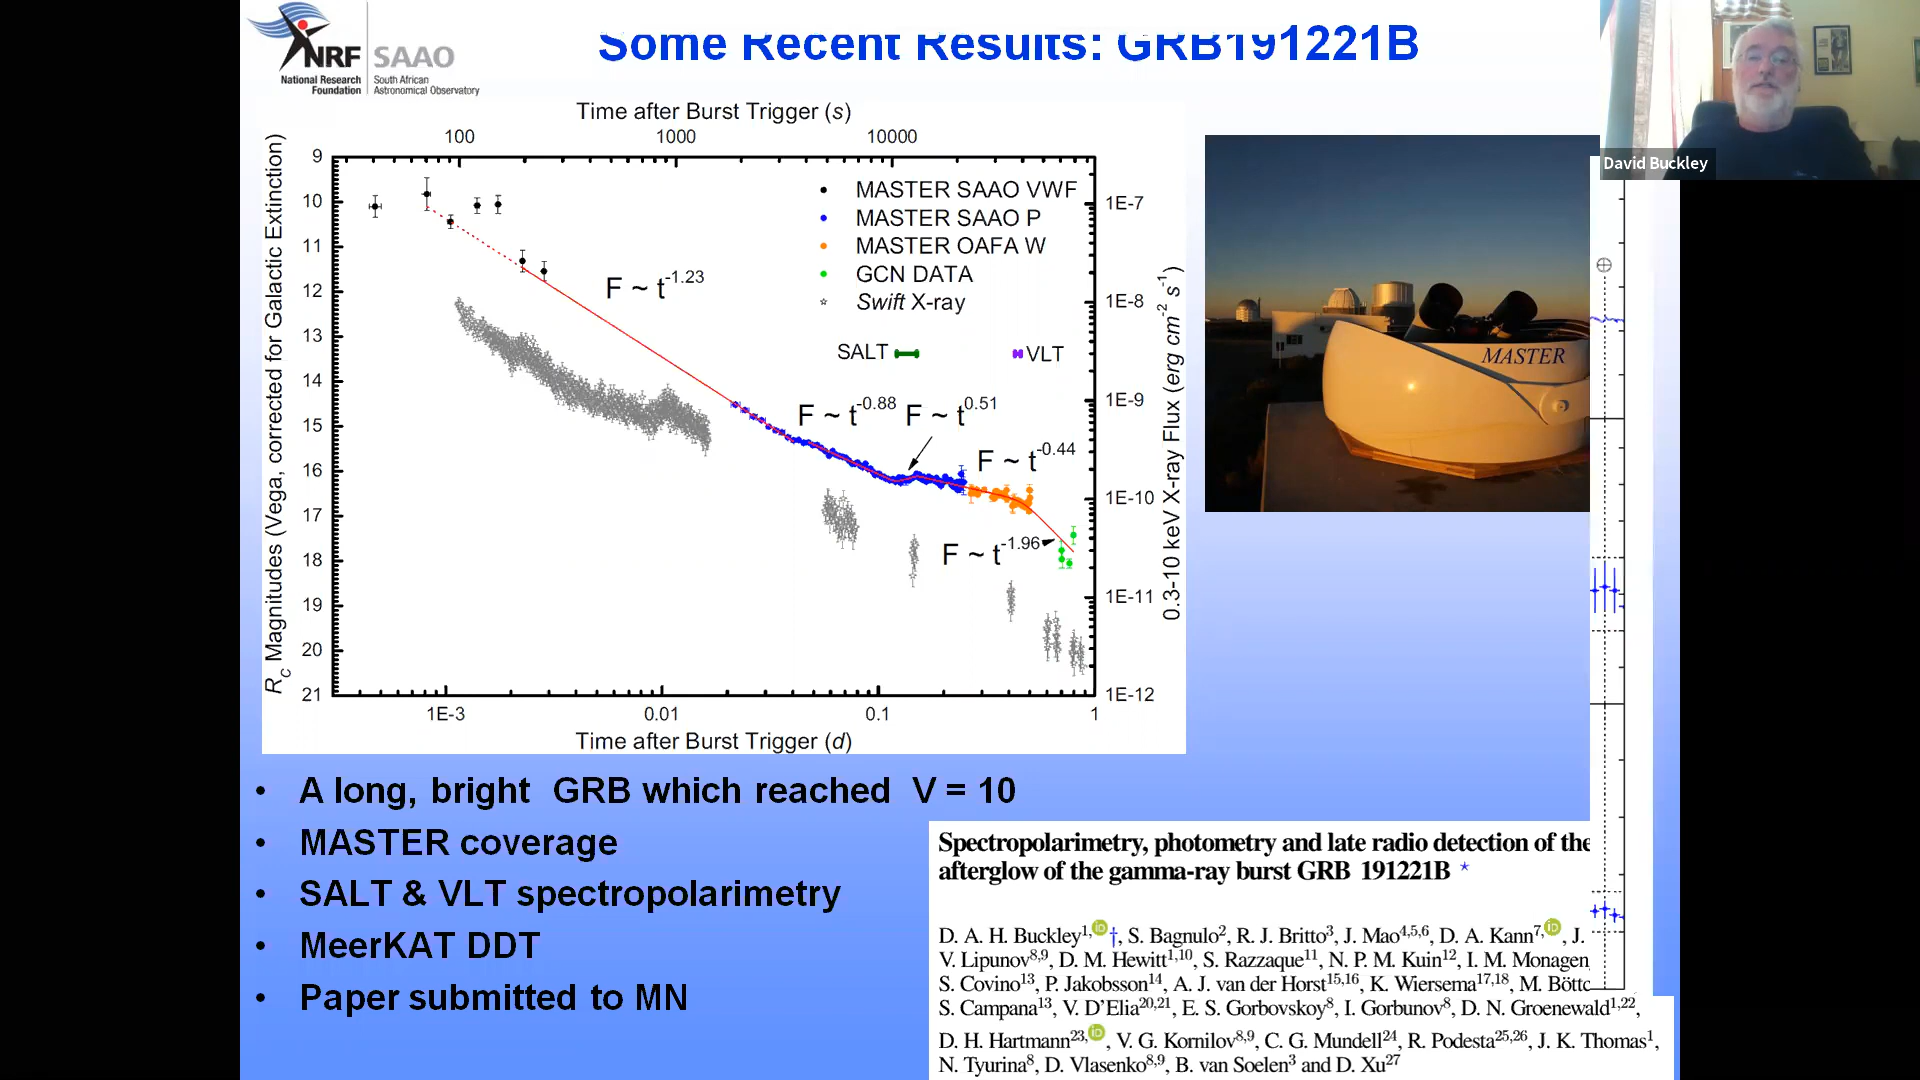 NRF
SAAO
National Research
Foundation
South African
Astronomical Observatory
Some Recent Results: GRB191221B
David Buckley
Time after Burst Trigger (s)
100 1000 10000
R_C Magnitudes (Vega, corrected for Galactic Extinction)
9
10
11
12
13
14
15
16
17
18
19
20
21
MASTER SAAO VWF
MASTER SAAO P
MASTER OAFA W
GCN DATA
Swift X-ray
SALT
VLT
F ~ t^-1.23
F ~ t^-0.88
F ~ t^0.51
F ~ t^-0.44
F ~ t^-1.96
1E-7
1E-8
1E-9
1E-10
1E-11
1E-12
0.3-10 keV X-ray Flux (erg cm^-2 s^-1)
1E-3 0.01 0.1 1
Time after Burst Trigger (d)
MASTER
• A long, bright GRB which reached V = 10
• MASTER coverage
• SALT & VLT spectropolarimetry
• MeerKAT DDT
• Paper submitted to MN
Spectropolarimetry, photometry and late radio detection of the
afterglow of the gamma-ray burst GRB 191221B ⋆
D. A. H. Buckley^1, iD †, S. Bagnulo^2, R. J. Britto^3, J. Mao^4,5,6, D. A. Kann^7, iD, J.
V. Lipunov^8,9, D. M. Hewitt^1,10, S. Razzaque^11, N. P. M. Kuin^12, I. M. Monagen
S. Covino^13, P. Jakobsson^14, A. J. van der Horst^15,16, K. Wiersema^17,18, M. Böttc
S. Campana^13, V. D'Elia^20,21, E. S. Gorbovskoy^8, I. Gorbunov^8, D. N. Groenewald^1,22,
D. H. Hartmann^23, iD, V. G. Kornilov^8,9, C. G. Mundell^24, R. Podesta^25,26, J. K. Thomas^1,
N. Tyurina^8, D. Vlasenko^8,9, B. van Soelen^3 and D. Xu^27